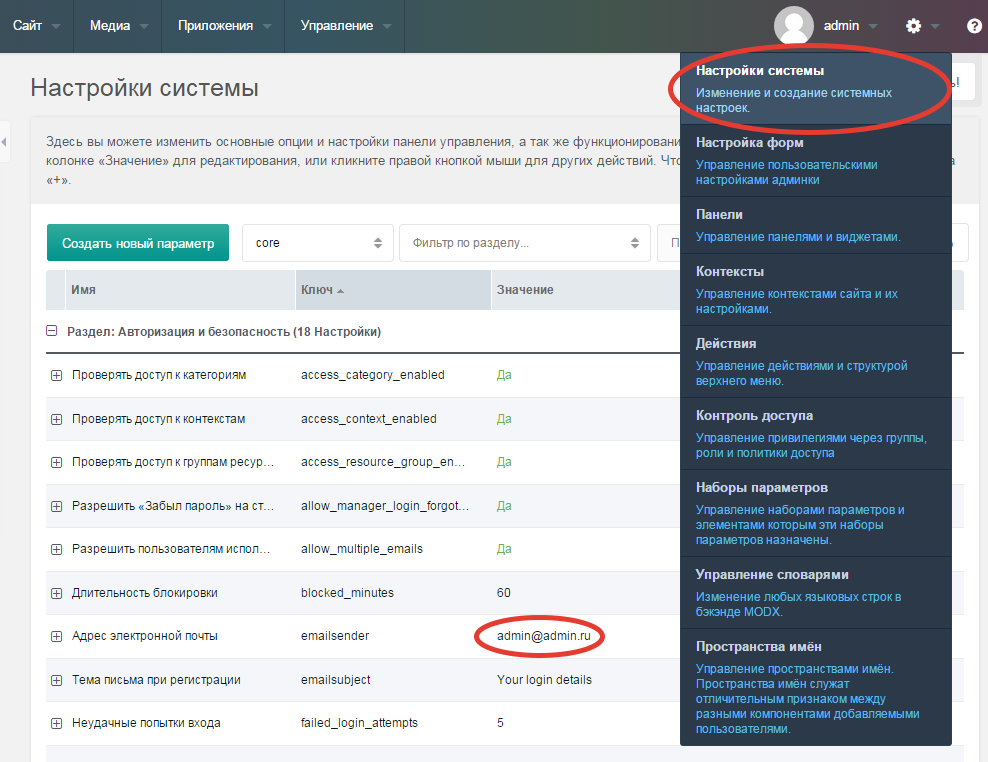 Сайт Медиа Приложения Управление admin
Настройки системы
ь!
Здесь вы можете изменить основные опции и настройки панели управления, а так же функционировани
колонке «Значение» для редактирования, или кликните правой кнопкой мыши для других действий. Что а
«+».
Создать новый параметр core Фильтр по разделу...
Имя Ключ Значение
Раздел: Авторизация и безопасность (18 Настройки)
Проверять доступ к категориям access_category_enabled Да
Проверять доступ к контекстам access_context_enabled Да
Проверять доступ к группам ресур... access_resource_group_en... Да
Разрешить «Забыл пароль» на ст... allow_manager_login_forgot... Да
Разрешить пользователям испол... allow_multiple_emails Да
Длительность блокировки blocked_minutes 60
Адрес электронной почты emailsender admin@admin.ru
Тема письма при регистрации emailsubject Your login details
Неудачные попытки входа failed_login_attempts 5
Настройки системы
Изменение и создание системных
настроек.
Настройка форм
Управление пользовательскими
настройками админки
Панели
Управление панелями и виджетами.
Контексты
Управление контекстами сайта и их
настройками.
Действия
Управление действиями и структурой
верхнего меню.
Контроль доступа
Управление привилегиями через группы,
роли и политики доступа
Наборы параметров
Управление наборами параметров и
элементами которым эти наборы
параметров назначены.
Управление словарями
Изменение любых языковых строк в
бэкэнде MODX.
Пространства имён
Управление пространствами имён.
Пространства имён служат
отличительным признаком между
разными компонентами добавляемыми
пользователями.